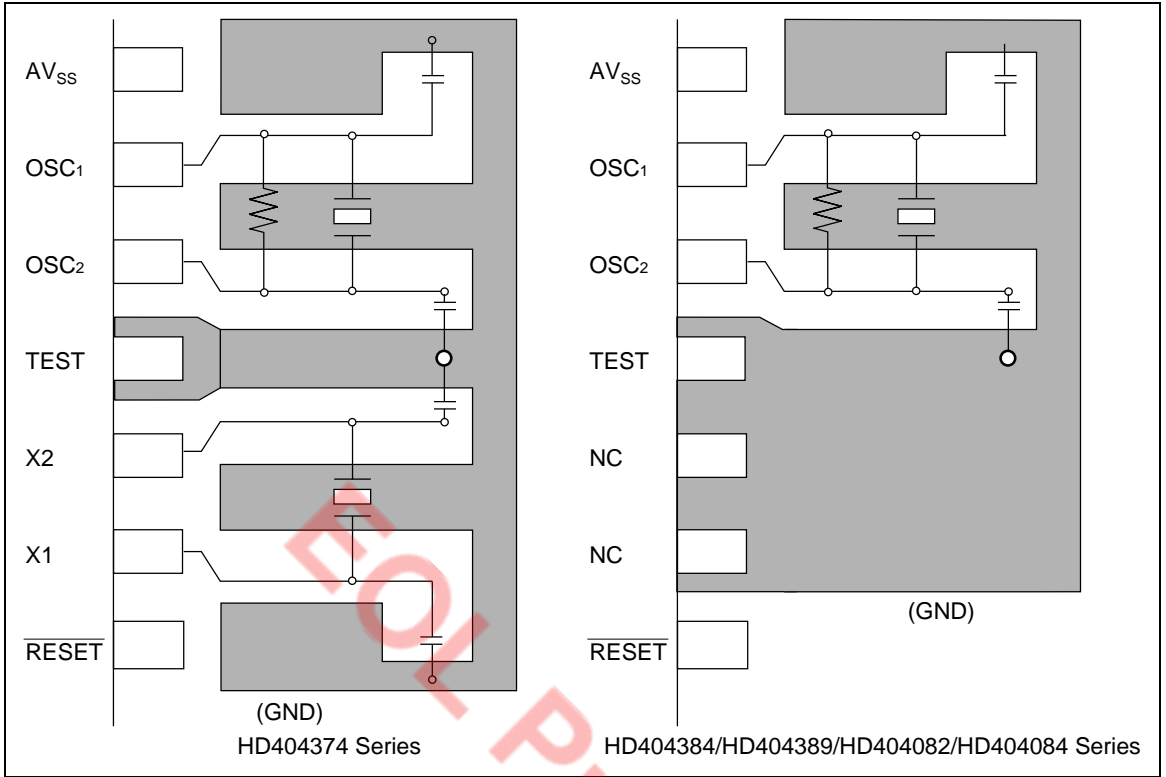 AVSS
OSC1
OSC2
TEST
X2
X1
RESET
(GND)
HD404374 Series
AVSS
OSC1
OSC2
TEST
NC
NC
RESET
(GND)
HD404384/HD404389/HD404082/HD404084 Series
EOL P